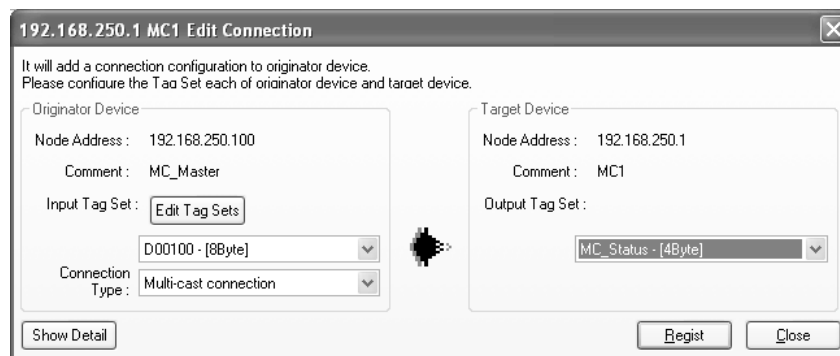 192.168.250.1 MC1 Edit Connection
It will add a connection configuration to originator device.
Please configure the Tag Set each of originator device and target device.
Originator Device
Node Address : 192.168.250.100
Comment : MC_Master
Input Tag Set : Edit Tag Sets
D00100 - [8Byte]
Connection Type : Multi-cast connection
Target Device
Node Address : 192.168.250.1
Comment : MC1
Output Tag Set :
MC_Status - [4Byte]
Show Detail
Regist
Close